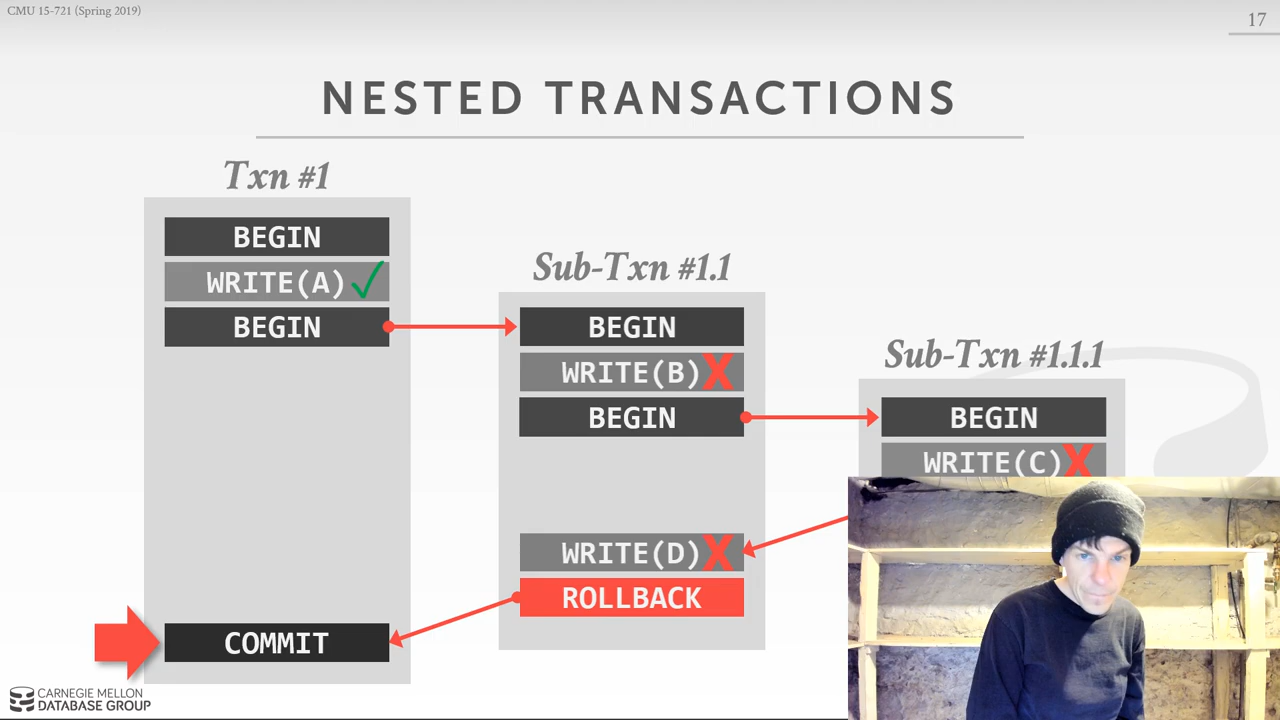 CMU 15-721 (Spring 2019)
17
NESTED TRANSACTIONS
Txn #1
BEGIN
WRITE(A)
BEGIN
COMMIT
Sub-Txn #1.1
BEGIN
WRITE(B)X
BEGIN
WRITE(D)X
ROLLBACK
Sub-Txn #1.1.1
BEGIN
WRITE(C)X
CARNEGIE MELLON
DATABASE GROUP